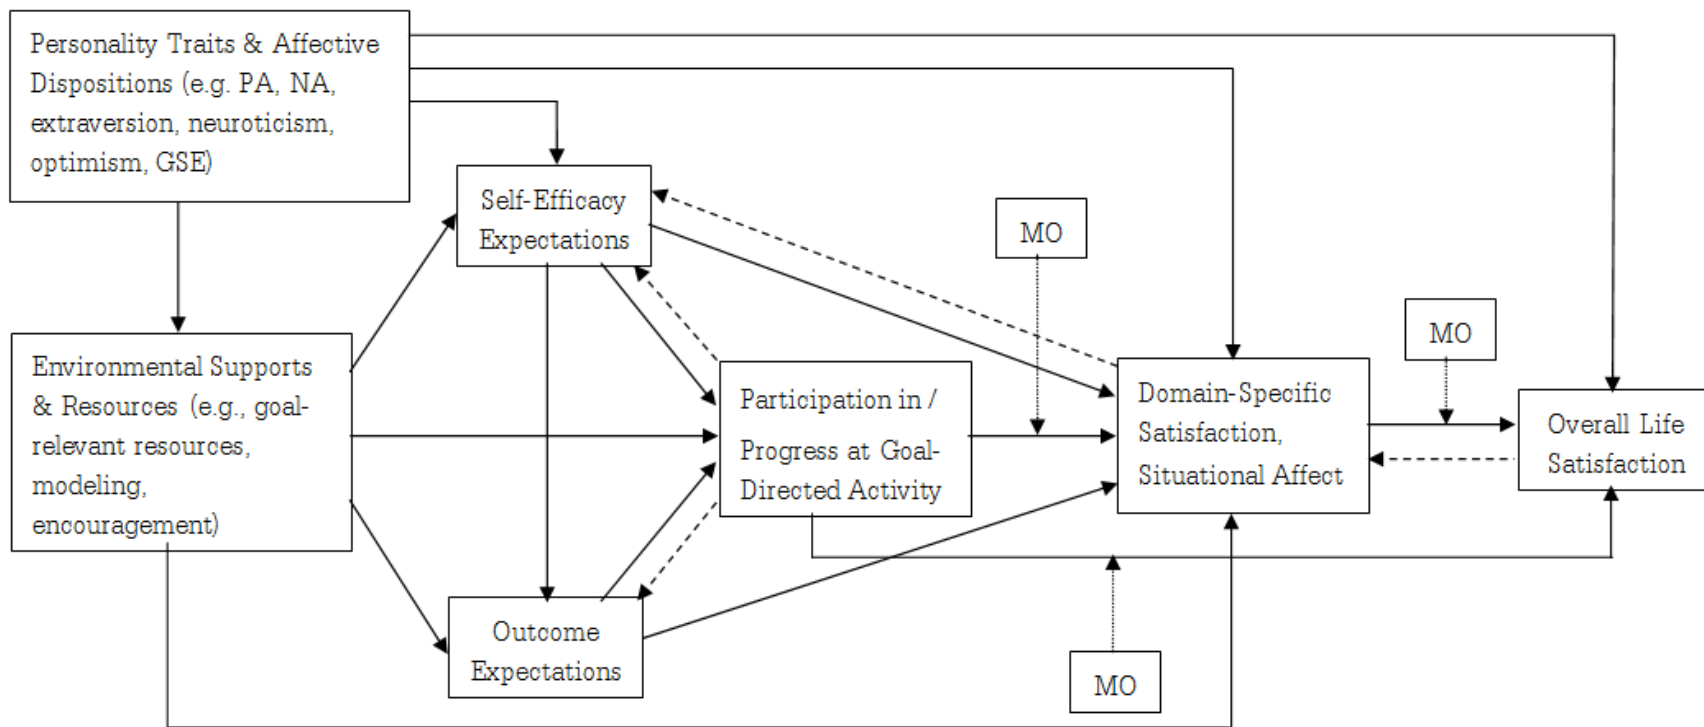 Personality Traits & Affective
Dispositions (e.g. PA, NA,
extraversion, neuroticism,
optimism, GSE)
Self-Efficacy
Expectations
MO
MO
Environmental Supports
& Resources (e.g., goal-
relevant resources,
modeling,
encouragement)
Participation in /
Progress at Goal-
Directed Activity
Domain-Specific
Satisfaction,
Situational Affect
Overall Life
Satisfaction
Outcome
Expectations
MO